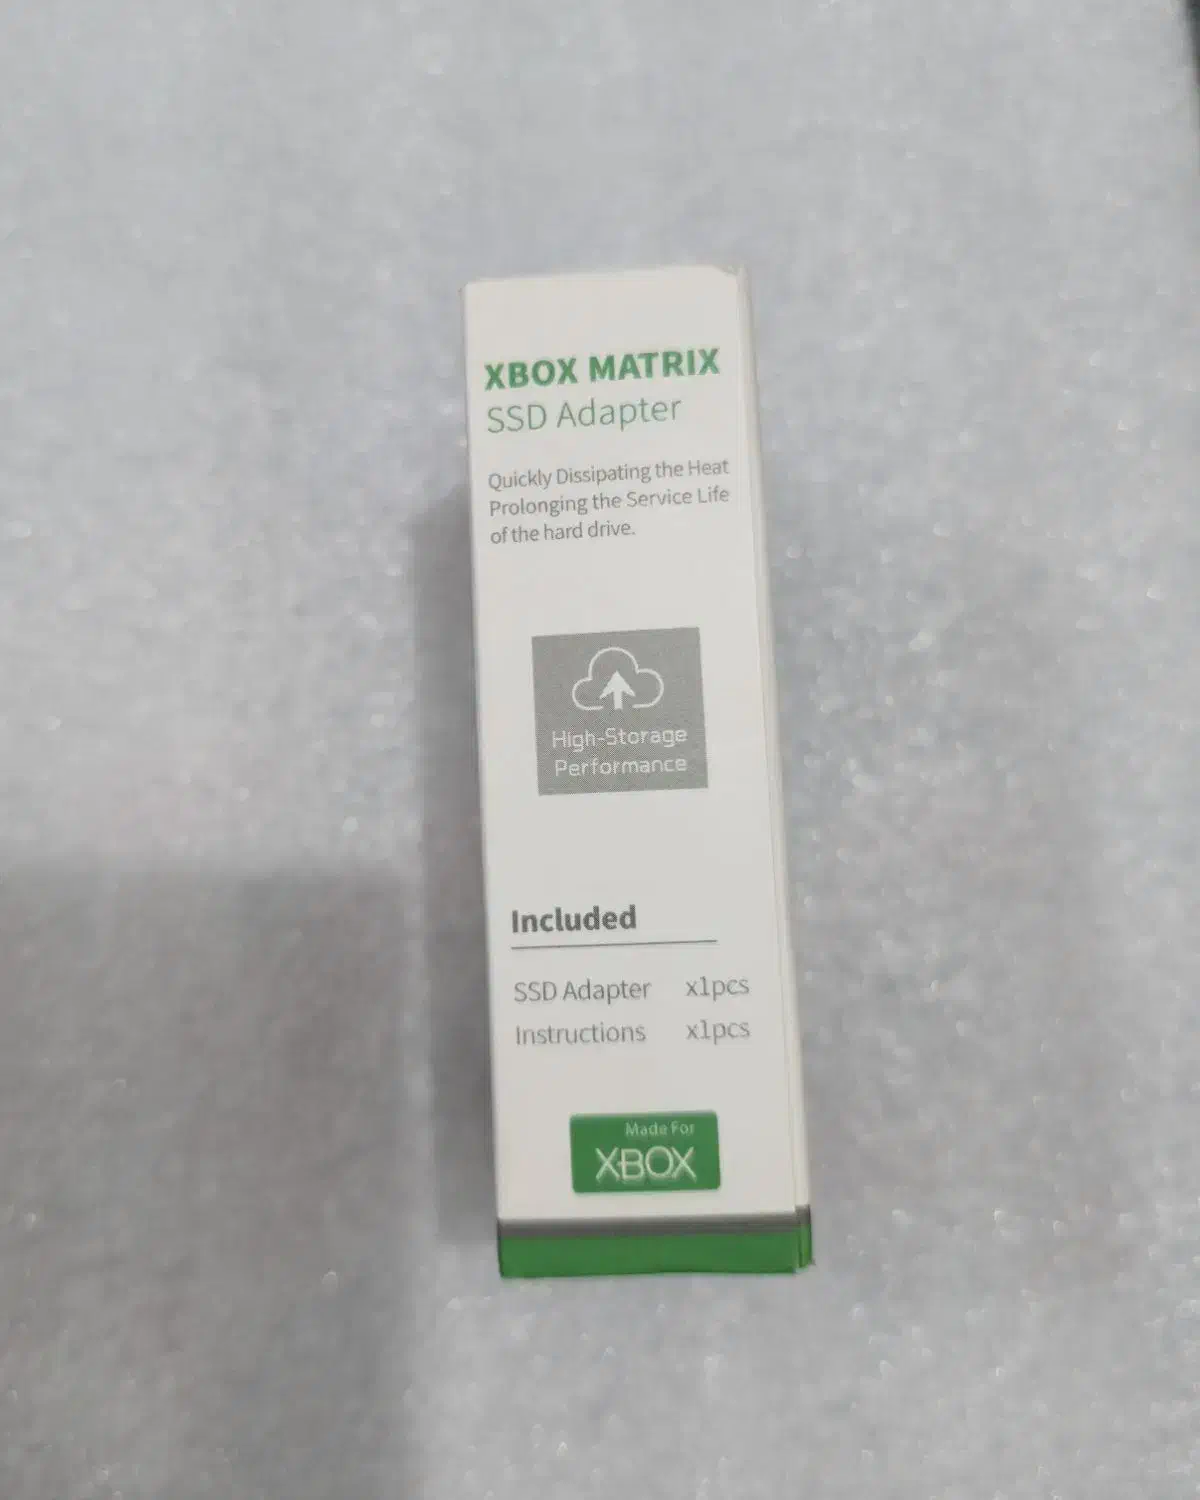 XBOX MATRIX
SSD Adapter
Quickly Dissipating the Heat
Prolonging the Service Life
of the hard drive.
High-Storage
Performance
Included
SSD Adapter x1pcs
Instructions x1pcs
Made For
XBOX